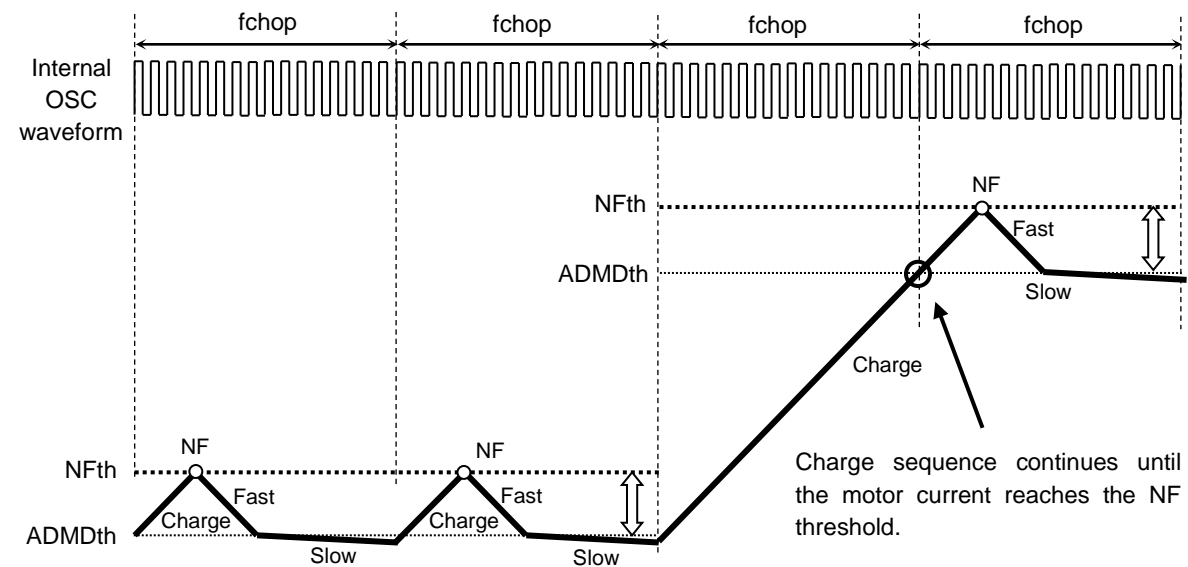 fchop
fchop
fchop
fchop
Internal
OSC
waveform
NF
NFth
Fast
ADMDth
Slow
Charge
NF
NF
NFth
Fast
Fast
Charge
Charge
ADMDth
Slow
Slow
Charge sequence continues until
the motor current reaches the NF
threshold.